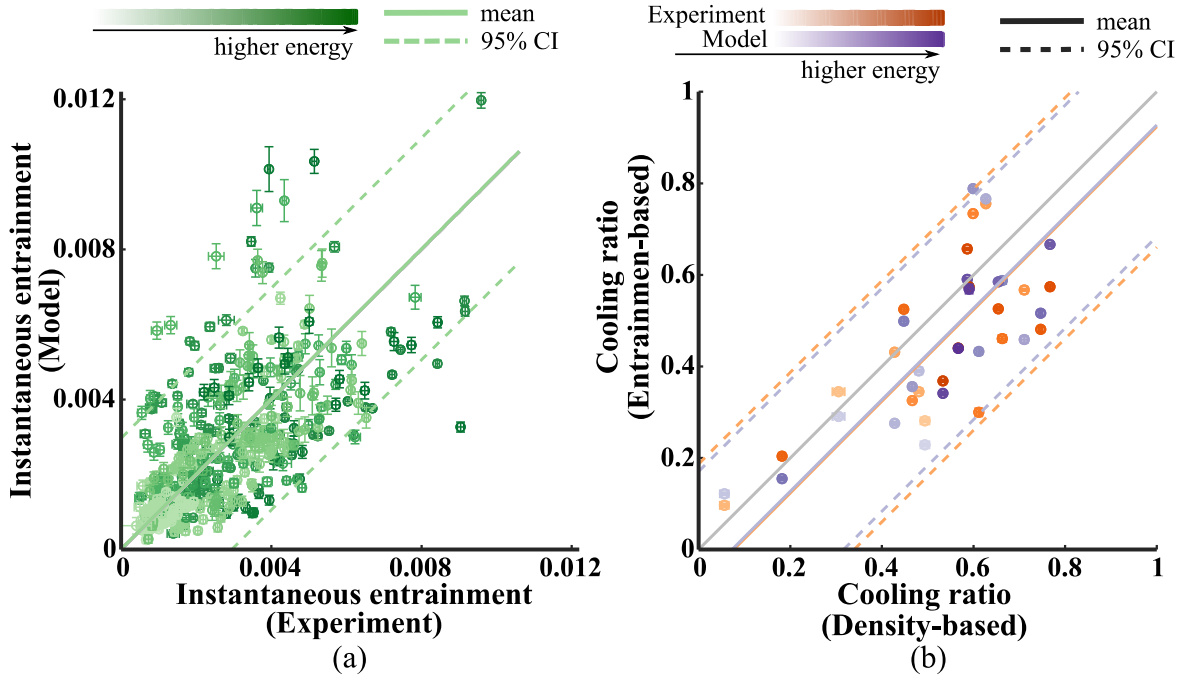 higher energy
mean
95% CI
Experiment
Model
higher energy
mean
95% CI
0.012
0.008
0.004
0
0
0.004
0.008
0.012
Instantaneous entrainment
(Model)
Instantaneous entrainment
(Experiment)
(a)
1
0.8
0.6
0.4
0.2
0
0
0.2
0.4
0.6
0.8
1
Cooling ratio
(Entrainmen-based)
Cooling ratio
(Density-based)
(b)